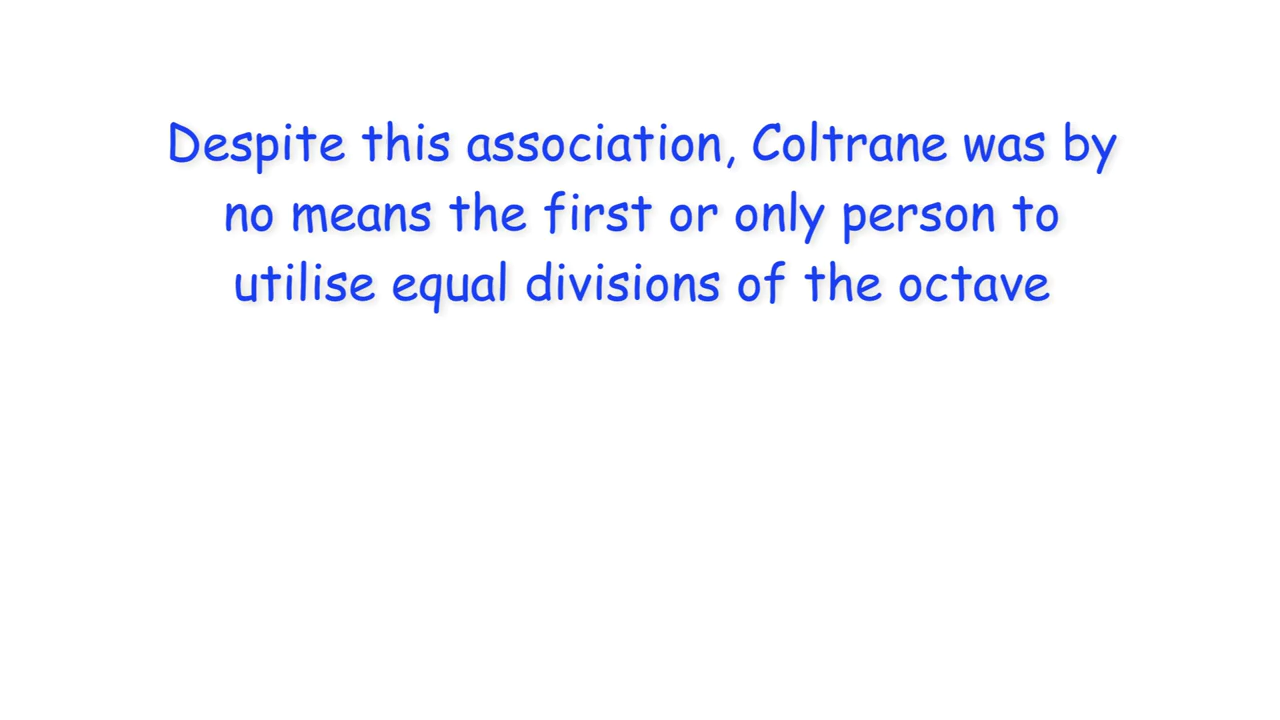 Despite this association, Coltrane was by
no means the first or only person to
utilise equal divisions of the octave